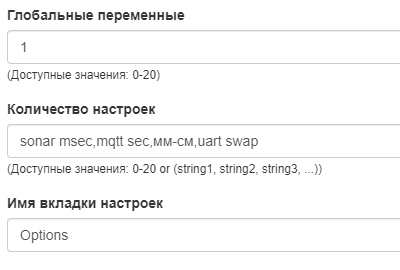 Глобальные переменные
1
(Доступные значения: 0-20)
Количество настроек
sonar msec,mqtt sec,мм-см,uart swap
(Доступные значения: 0-20 or (string1, string2, string3, ...))
Имя вкладки настроек
Options